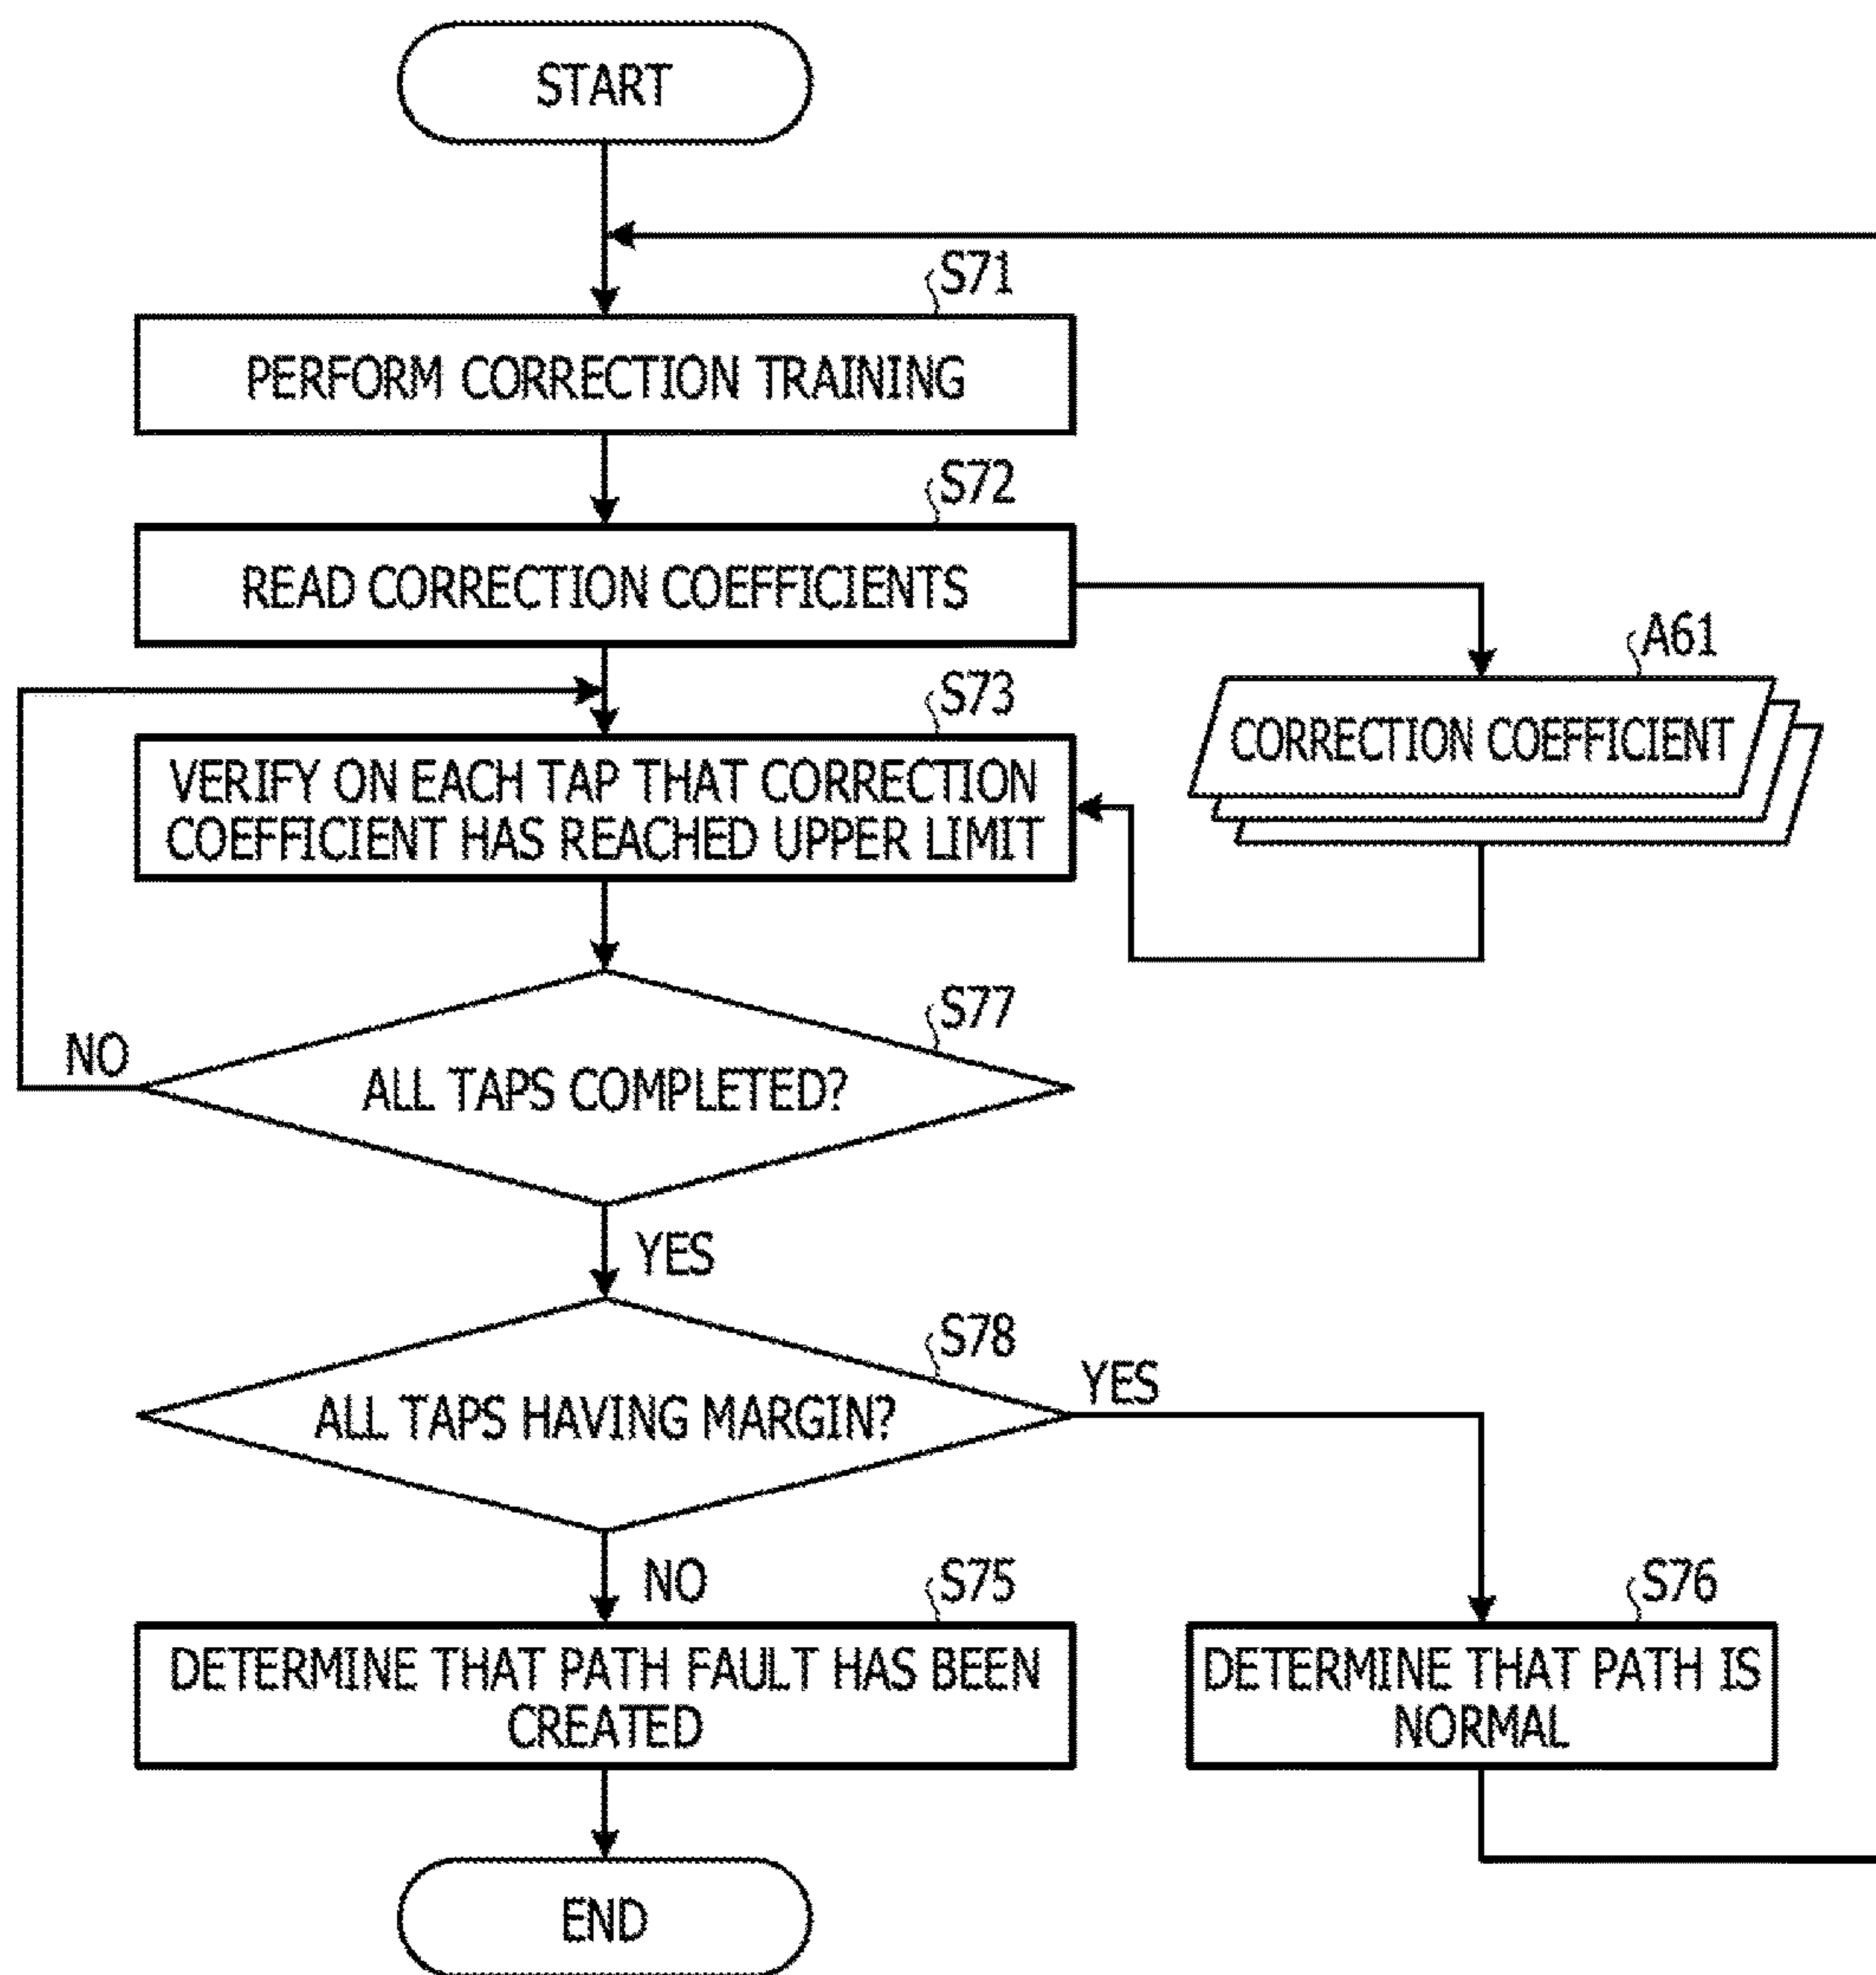 START
S71
PERFORM CORRECTION TRAINING
S72
READ CORRECTION COEFFICIENTS
A61
CORRECTION COEFFICIENT
S73
VERIFY ON EACH TAP THAT CORRECTION
COEFFICIENT HAS REACHED UPPER LIMIT
S77
NO
ALL TAPS COMPLETED?
YES
S78
ALL TAPS HAVING MARGIN?
YES
NO
S75
DETERMINE THAT PATH FAULT HAS BEEN
CREATED
S76
DETERMINE THAT PATH IS
NORMAL
END